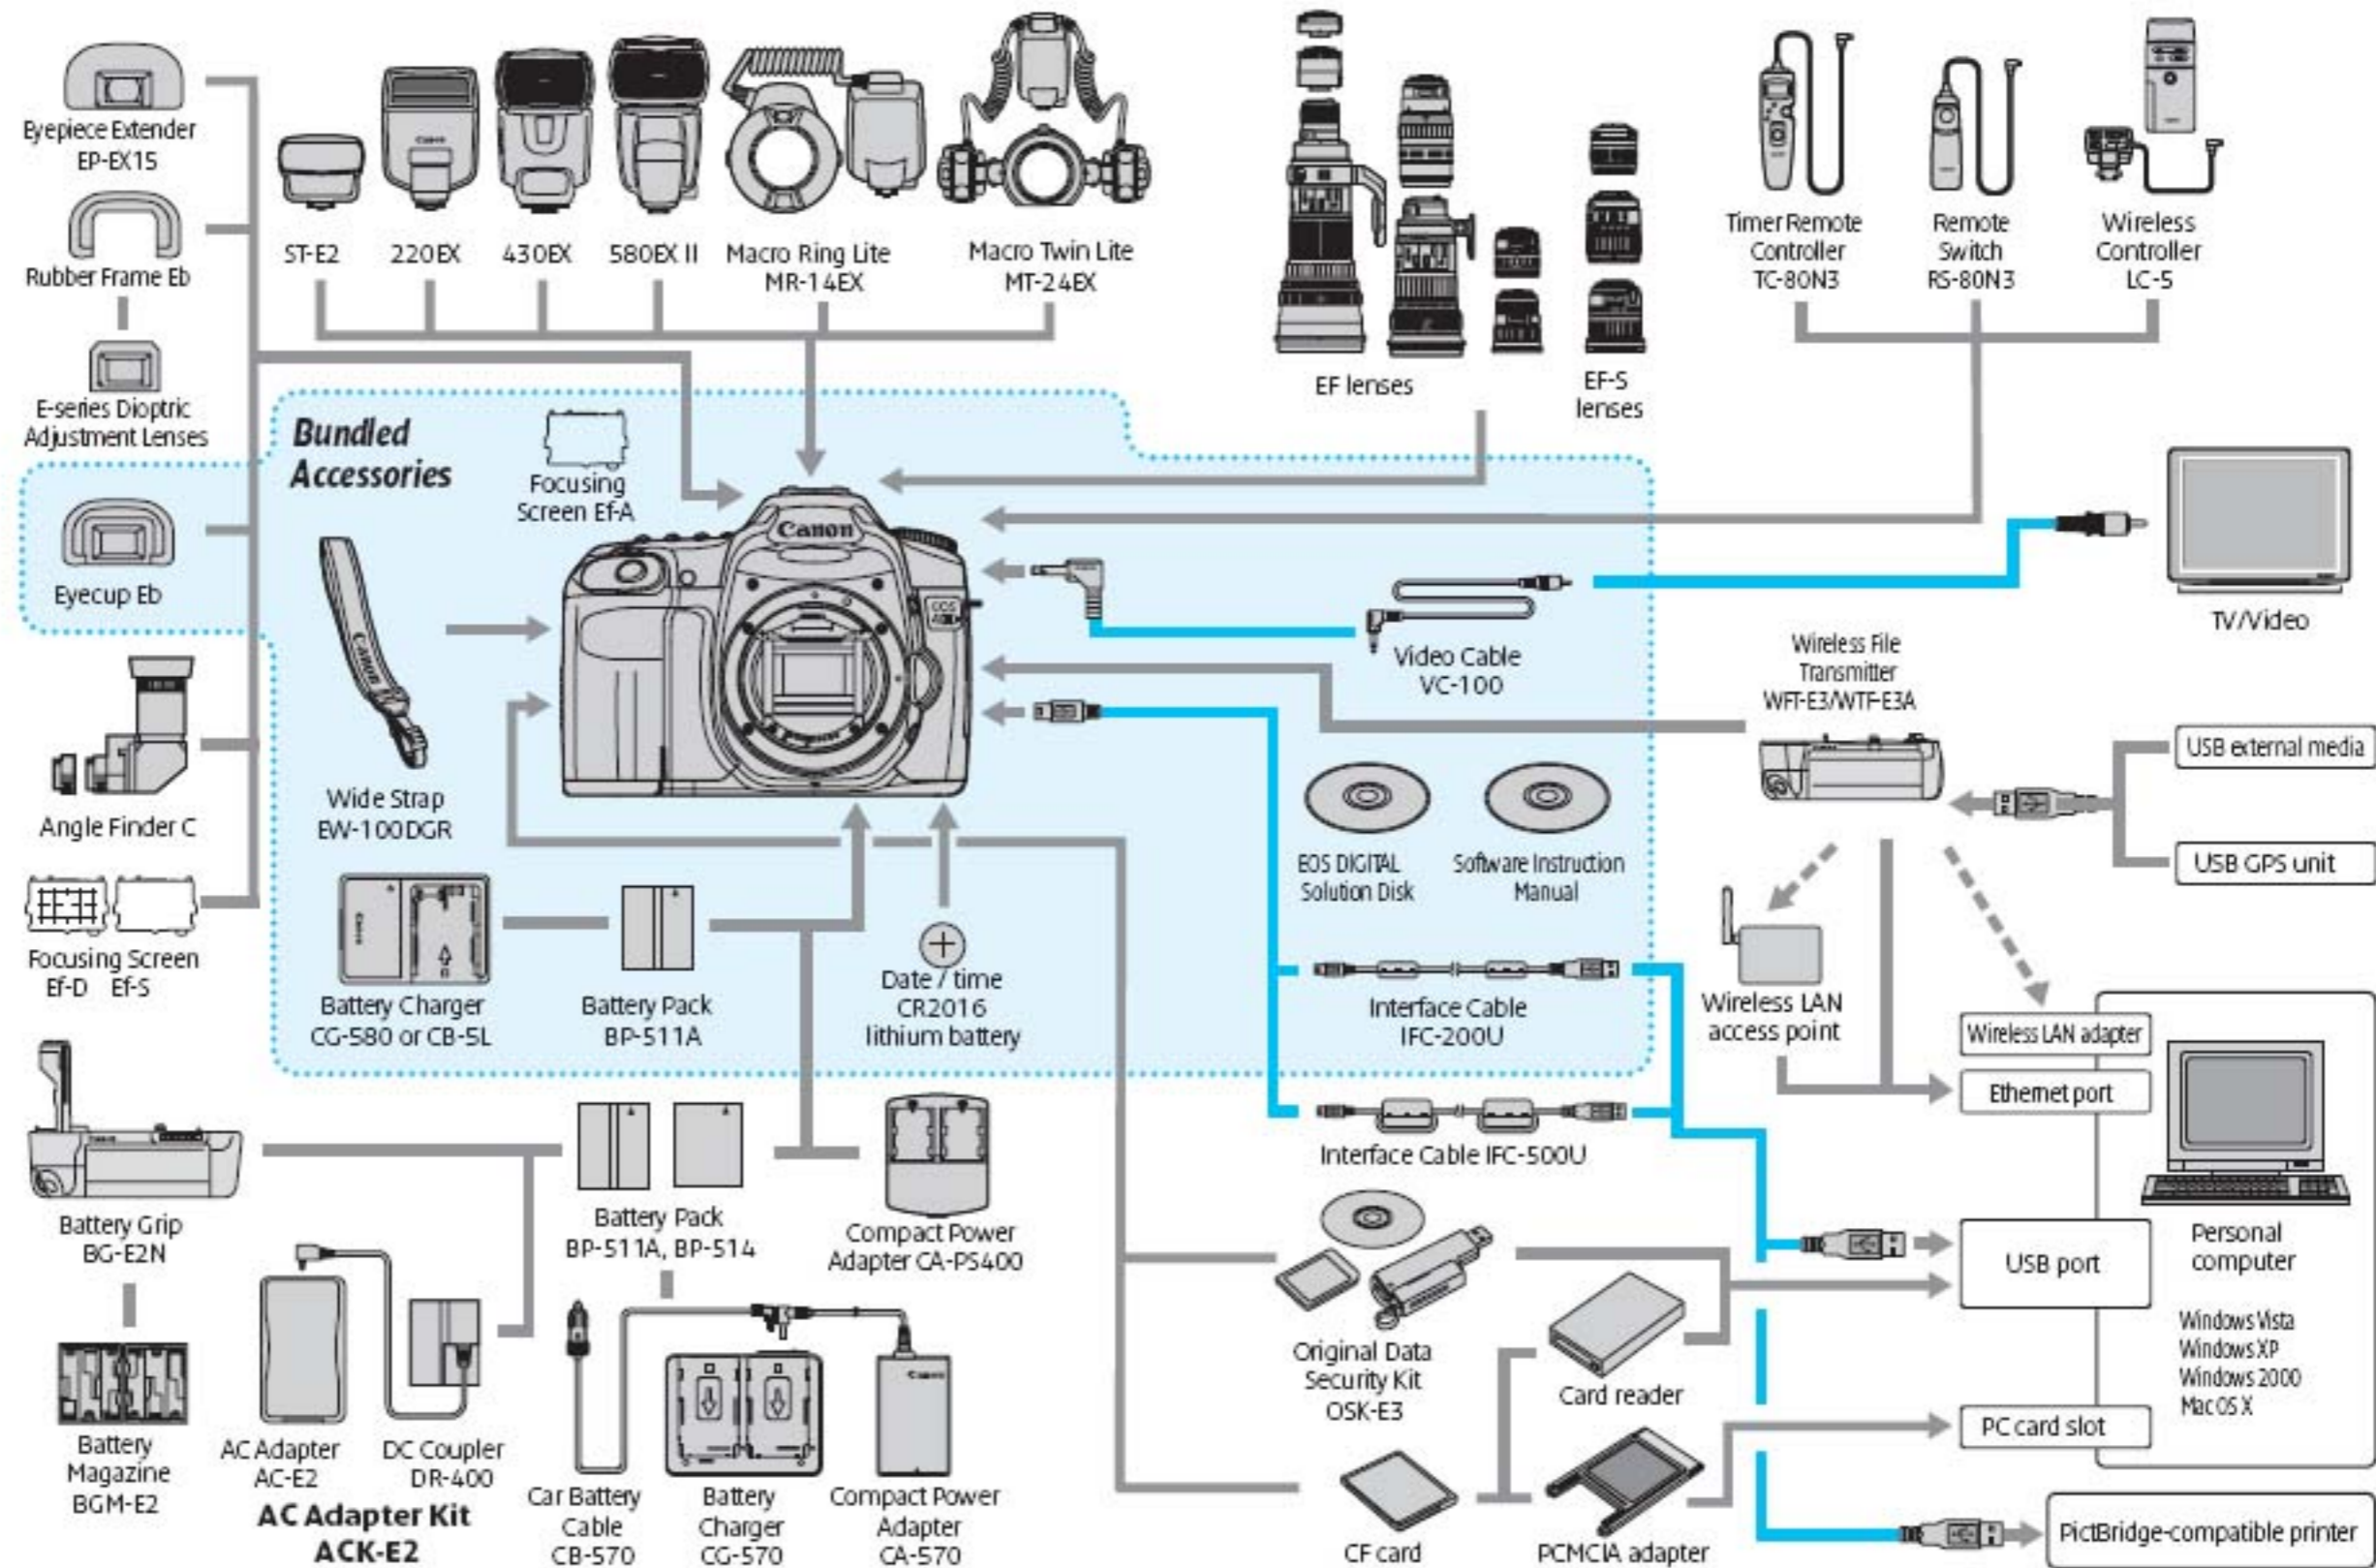 Eyepiece Extender
EP-EX15
Rubber Frame Eb
E-series Dioptric
Adjustment Lenses
Eyecup Eb
Angle Finder C
Focusing Screen
Ef-D Ef-S
ST-E2
220EX
430EX
580EX II
Macro Ring Lite
MR-14EX
Macro Twin Lite
MT-24EX
EF lenses
EF-S
lenses
Timer Remote
Controller
TC-80N3
Remote
Switch
RS-80N3
Wireless
Controller
LC-5
Bundled
Accessories
Focusing
Screen Ef-A
Canon
EOS
40D
Canon
Wide Strap
EW-100DGR
Video Cable
VC-100
TV/Video
Wireless File
Transmitter
WFT-E3/WTF-E3A
USB external media
USB GPS unit
EOS DIGITAL
Solution Disk
Software Instruction
Manual
Battery Charger
CG-580 or CB-5L
Battery Pack
BP-511A
Date / time
CR2016
lithium battery
Interface Cable
IFC-200U
Wireless LAN
access point
Wireless LAN adapter
Ethernet port
Interface Cable IFC-500U
Battery Grip
BG-E2N
Battery Pack
BP-511A, BP-514
Compact Power
Adapter CA-PS400
Battery
Magazine
BGM-E2
AC Adapter
AC-E2
DC Coupler
DR-400
AC Adapter Kit
ACK-E2
Car Battery
Cable
CB-570
Battery
Charger
CG-570
Canon
Compact Power
Adapter
CA-570
Original Data
Security Kit
OSK-E3
Card reader
CF card
PCMCIA adapter
USB port
Personal
computer
Windows Vista
Windows XP
Windows 2000
Mac OS X
PC card slot
PictBridge-compatible printer